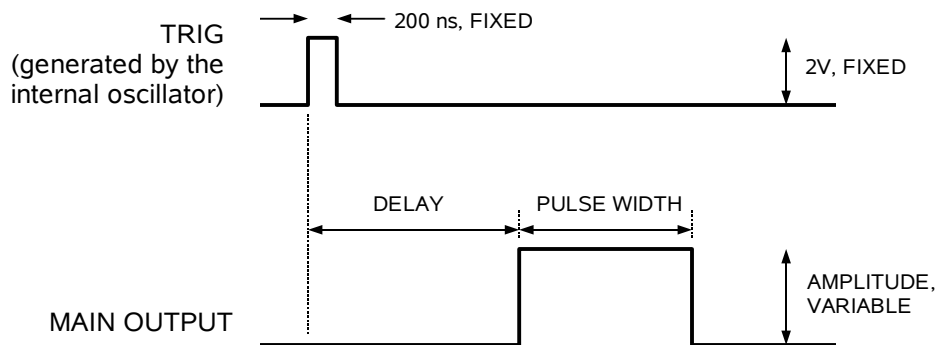 200 ns, FIXED
TRIG
(generated by the
internal oscillator)
2V, FIXED
DELAY
PULSE WIDTH
AMPLITUDE,
VARIABLE
MAIN OUTPUT